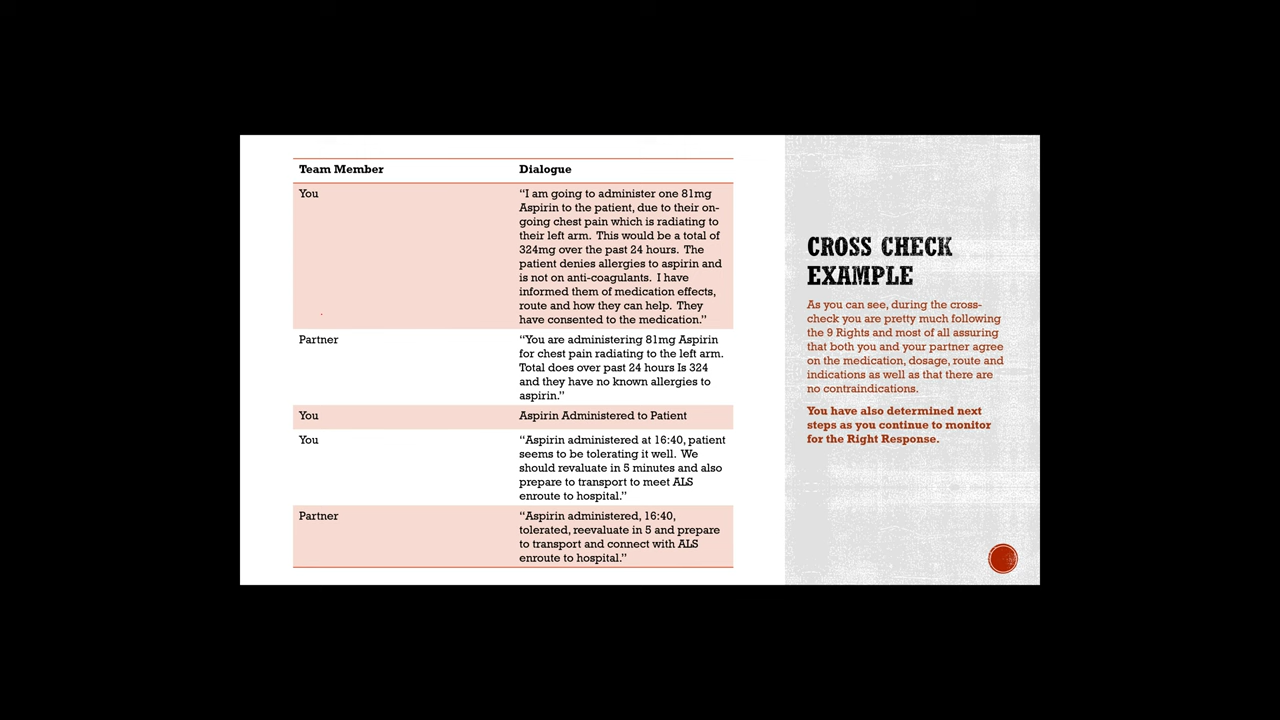 Team Member Dialogue
You
“I am going to administer one 81mg
Aspirin to the patient, due to their on-
going chest pain which is radiating to
their left arm. This would be a total of
324mg over the past 24 hours. The
patient denies allergies to aspirin and
is not on anti-coagulants. I have
informed them of medication effects,
route and how they can help. They
have consented to the medication.”
Partner
“You are administering 81mg Aspirin
for chest pain radiating to the left arm.
Total does over past 24 hours Is 324
and they have no known allergies to
aspirin.”
You
Aspirin Administered to Patient
You
“Aspirin administered at 16:40, patient
seems to be tolerating it well. We
should revaluate in 5 minutes and also
prepare to transport to meet ALS
enroute to hospital.”
Partner
“Aspirin administered, 16:40,
tolerated, reevaluate in 5 and prepare
to transport and connect with ALS
enroute to hospital.”
CROSS CHECK
EXAMPLE
As you can see, during the cross-
check you are pretty much following
the 9 Rights and most of all assuring
that both you and your partner agree
on the medication, dosage, route and
indications as well as that there are
no contraindications.
You have also determined next
steps as you continue to monitor
for the Right Response.